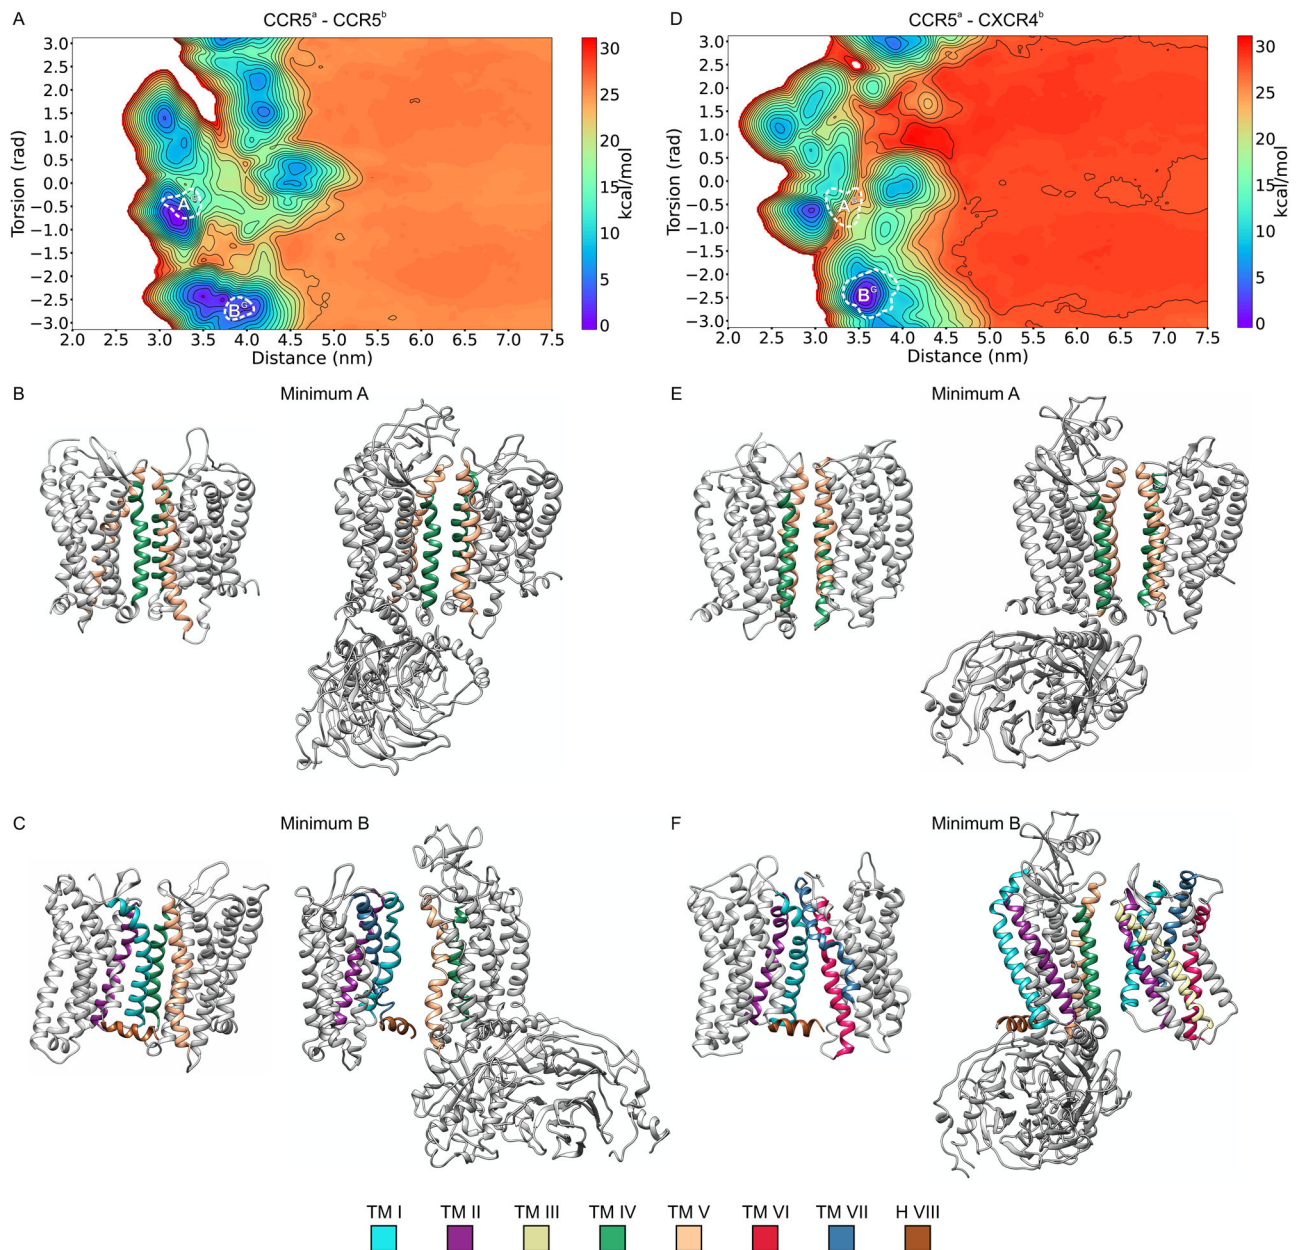 A
CCR5ᵃ - CCR5ᵇ
3.0
2.5
2.0
1.5
1.0
0.5
0.0
−0.5
−1.0
−1.5
−2.0
−2.5
−3.0
Torsion (rad)
A
Bᴳ
2.0 2.5 3.0 3.5 4.0 4.5 5.0 5.5 6.0 6.5 7.0 7.5
Distance (nm)
30
25
20
15
10
5
0
kcal/mol
D
CCR5ᵃ - CXCR4ᵇ
3.0
2.5
2.0
1.5
1.0
0.5
0.0
−0.5
−1.0
−1.5
−2.0
−2.5
−3.0
Torsion (rad)
A
Bᴳ
2.0 2.5 3.0 3.5 4.0 4.5 5.0 5.5 6.0 6.5 7.0 7.5
Distance (nm)
30
25
20
15
10
5
0
kcal/mol
B
Minimum A
E
Minimum A
C
Minimum B
F
Minimum B
TM I TM II TM III TM IV TM V TM VI TM VII H VIII